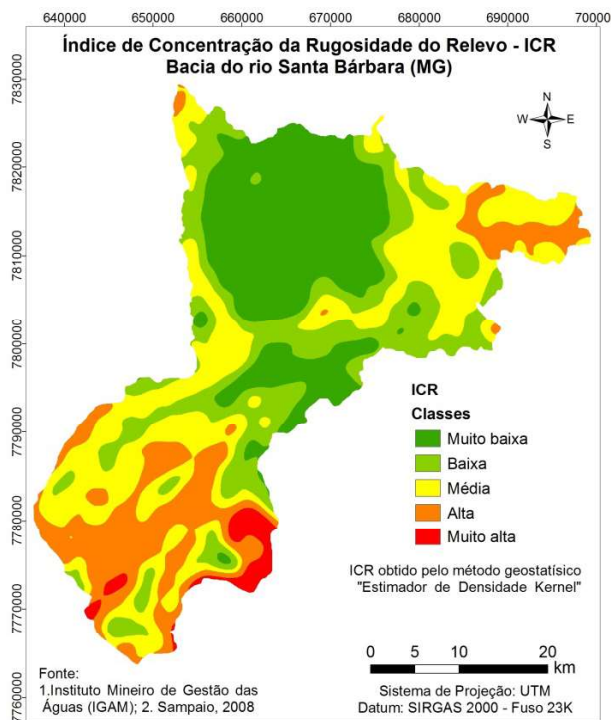 640000 650000 660000 670000 680000 690000 70000
Índice de Concentração da Rugosidade do Relevo - ICR
Bacia do rio Santa Bárbara (MG)
N
W E
S
7830000
7820000
7810000
7800000
7790000
7780000
7770000
7760000
ICR
Classes
Muito baixa
Baixa
Média
Alta
Muito alta
ICR obtido pelo método geostatísico
"Estimador de Densidade Kernel"
0 5 10 20
km
Fonte:
1.Instituto Mineiro de Gestão das
Águas (IGAM); 2. Sampaio, 2008
Sistema de Projeção: UTM
Datum: SIRGAS 2000 - Fuso 23K